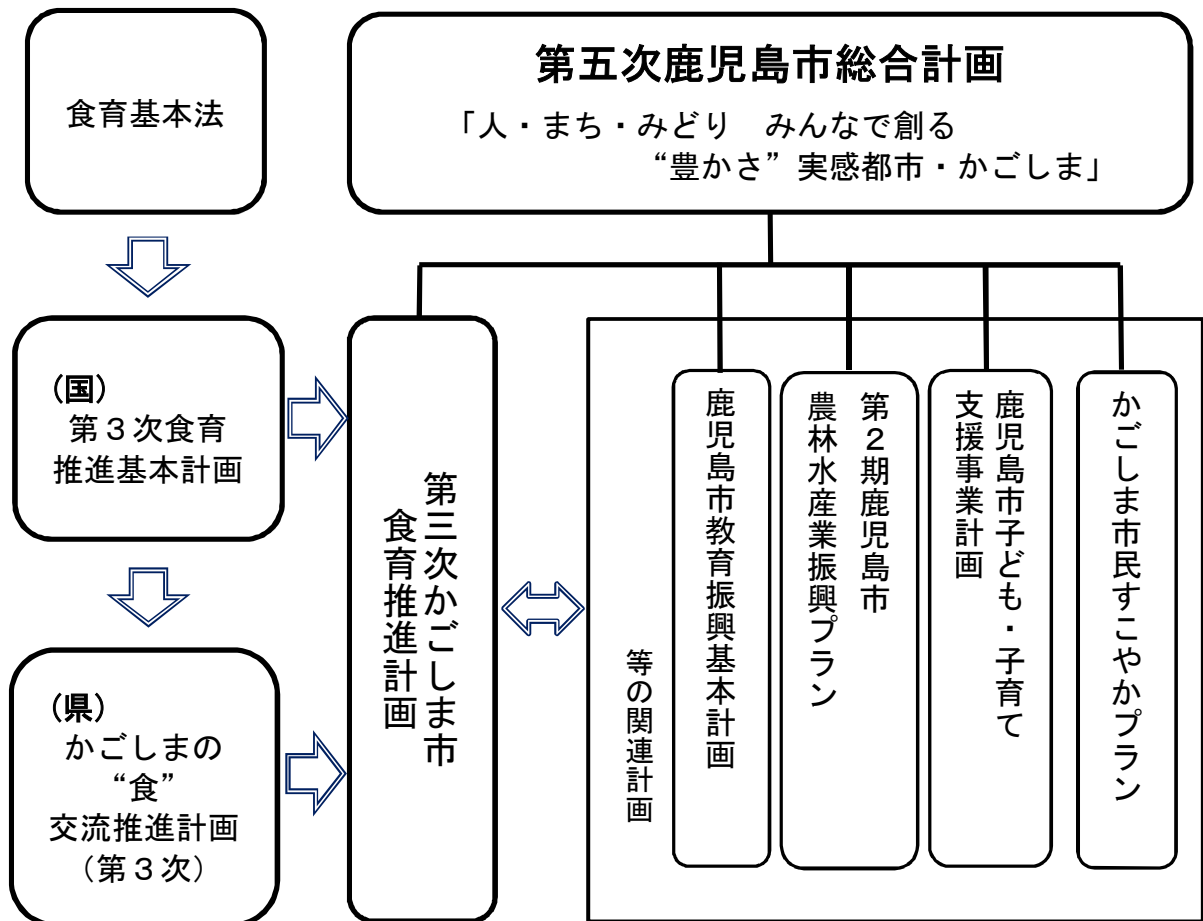 食育基本法
第五次鹿児島市総合計画
「人・まち・みどり　みんなで創る
“豊かさ”実感都市・かごしま」
(国)
第３次食育
推進基本計画
(県)
かごしまの
“食”
交流推進計画
（第３次）
第三次かごしま市
食育推進計画
かごしま市民すこやかプラン
鹿児島市子ども・子育て
支援事業計画
第２期鹿児島市
農林水産業振興プラン
鹿児島市教育振興基本計画
等の関連計画